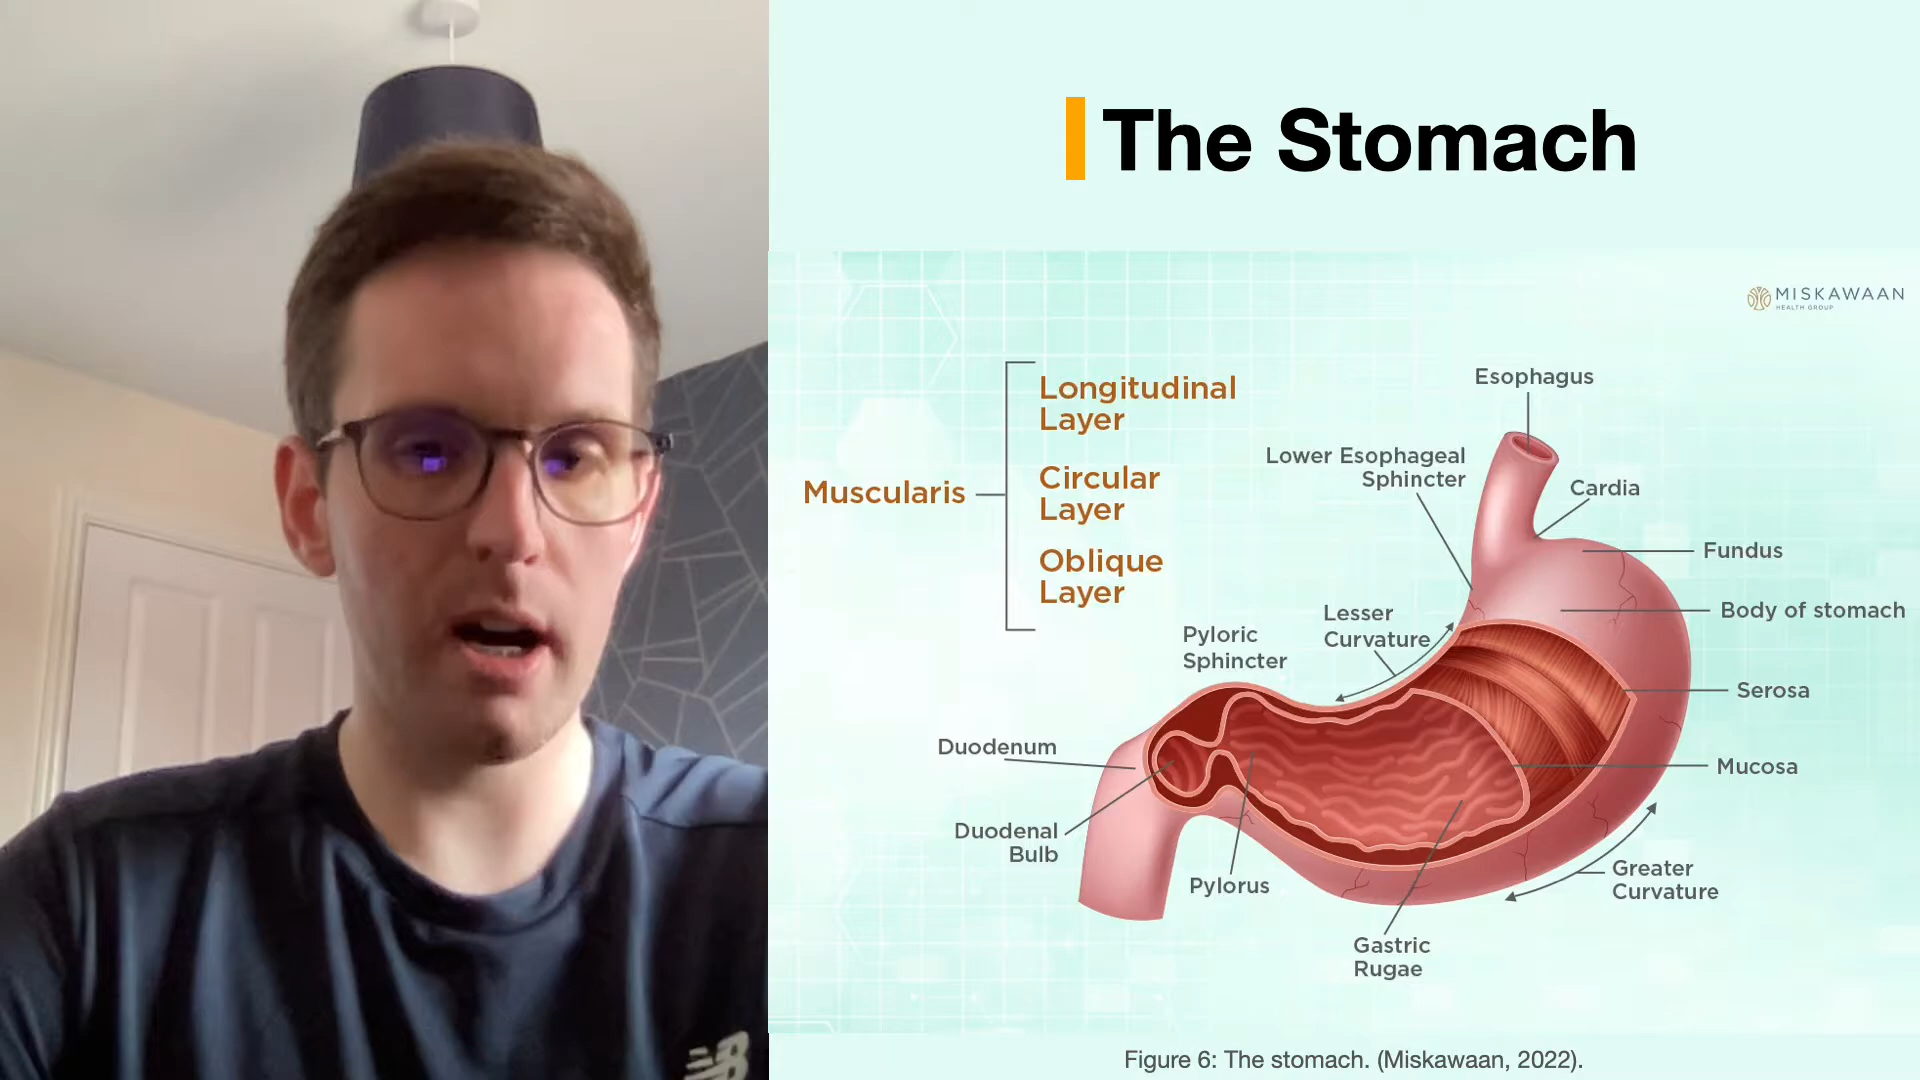 The Stomach
MISKAWAAN
HEALTH GROUP
Esophagus
Longitudinal
Layer
Lower Esophageal
Sphincter
Cardia
Circular
Layer
Muscularis
Fundus
Oblique
Layer
Body of stomach
Lesser
Curvature
Pyloric
Sphincter
Serosa
Duodenum
Mucosa
Duodenal
Bulb
Pylorus
Greater
Curvature
Gastric
Rugae
Figure 6: The stomach. (Miskawaan, 2022).
NB